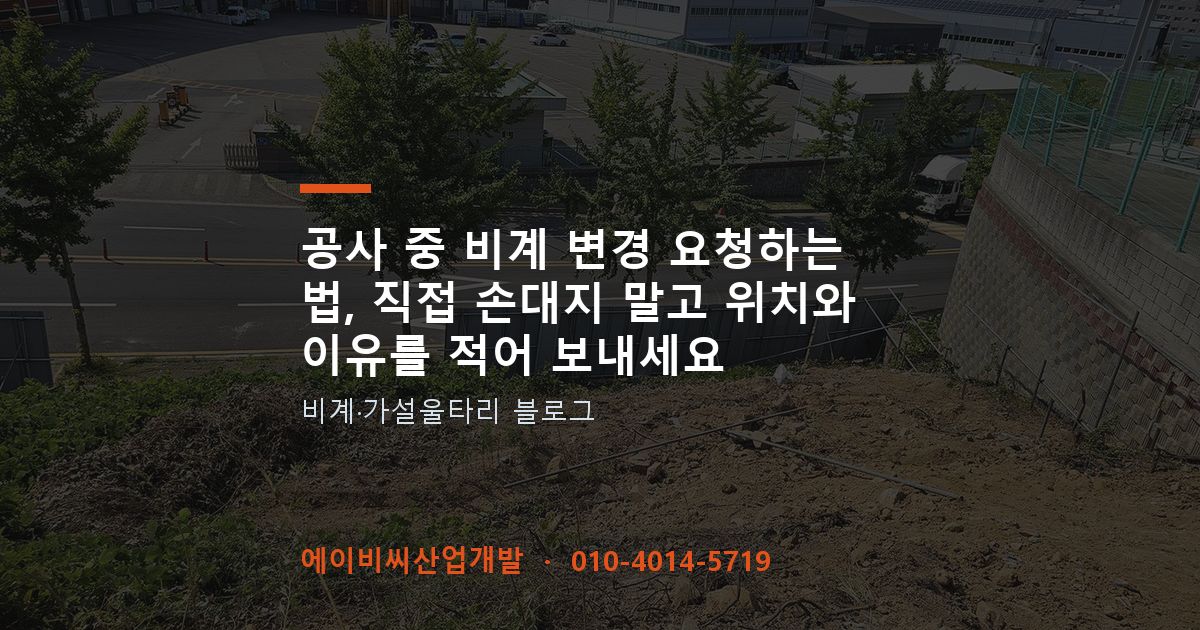 공사 중 비계 변경 요청하는
법, 직접 손대지 말고 위치와
이유를 적어 보내세요
비계·가설울타리 블로그
에이비씨산업개발 · 010-4014-5719